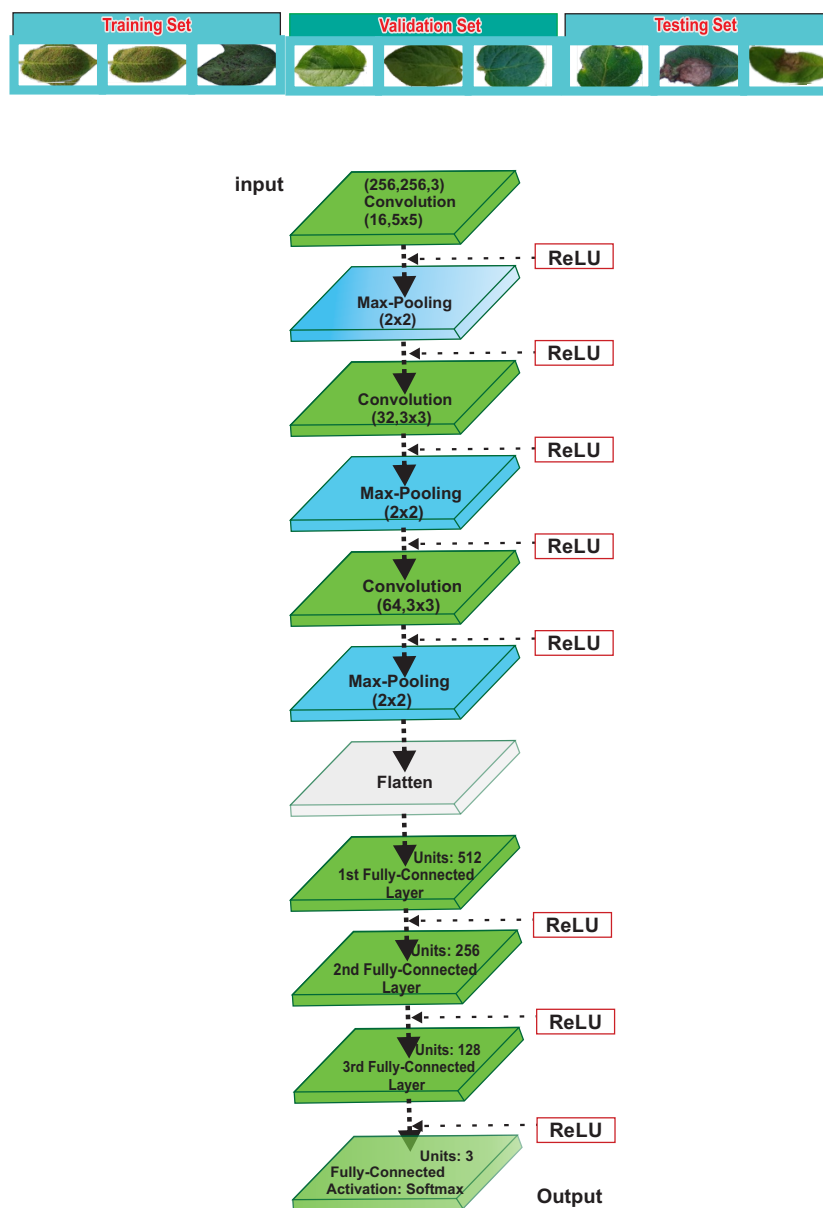 Training Set
Validation Set
Testing Set
input
(256,256,3)
Convolution
(16,5x5)
ReLU
Max-Pooling
(2x2)
ReLU
Convolution
(32,3x3)
ReLU
Max-Pooling
(2x2)
ReLU
Convolution
(64,3x3)
ReLU
Max-Pooling
(2x2)
Flatten
Units: 512
1st Fully-Connected
Layer
ReLU
Units: 256
2nd Fully-Connected
Layer
ReLU
Units: 128
3rd Fully-Connected
Layer
ReLU
Units: 3
Fully-Connected
Activation: Softmax
Output